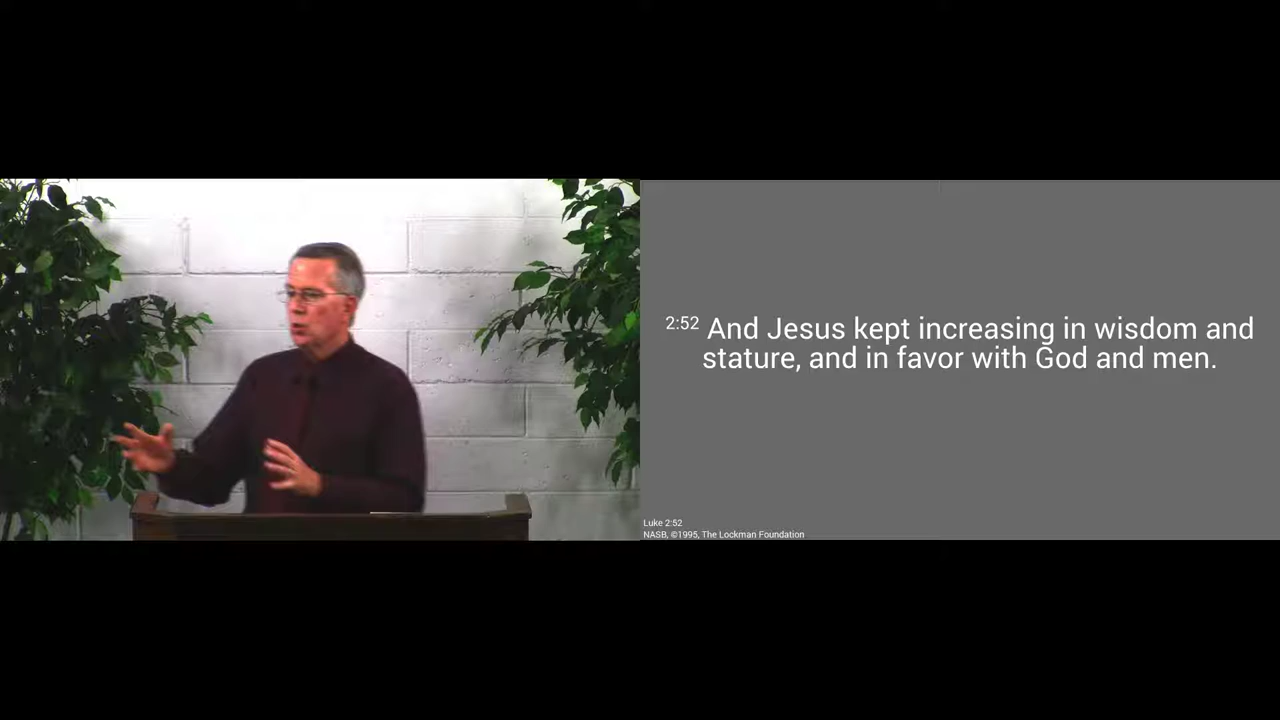 2:52 And Jesus kept increasing in wisdom and
stature, and in favor with God and men.
Luke 2:52
NASB, ©1995, The Lockman Foundation